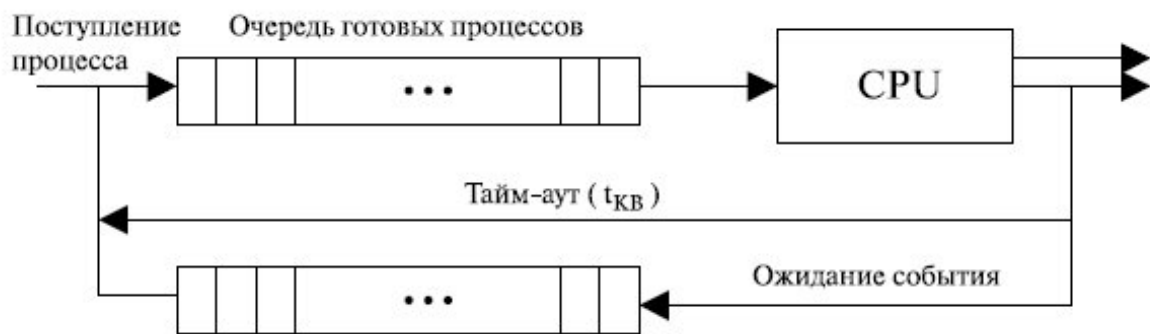 Поступление
процесса
Очередь готовых процессов
•••
CPU
Тайм-аут ( tКВ )
•••
Ожидание события